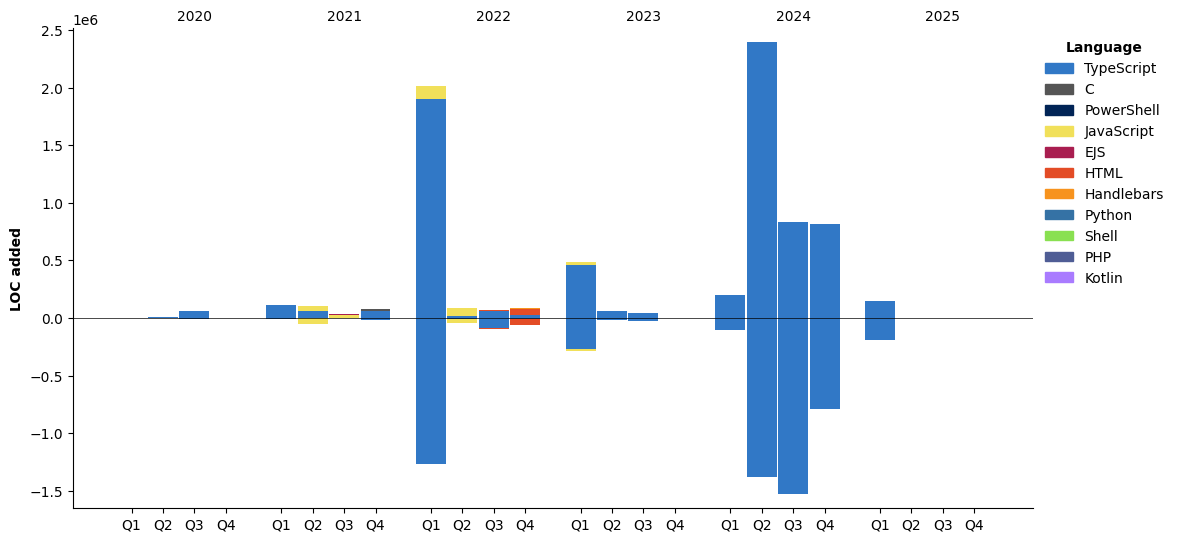 1e6
2020 2021 2022 2023 2024 2025
2.5
2.0
1.5
1.0
0.5
0.0
−0.5
−1.0
−1.5
LOC added
Q1 Q2 Q3 Q4 Q1 Q2 Q3 Q4 Q1 Q2 Q3 Q4 Q1 Q2 Q3 Q4 Q1 Q2 Q3 Q4 Q1 Q2 Q3 Q4
Language
TypeScript
C
PowerShell
JavaScript
EJS
HTML
Handlebars
Python
Shell
PHP
Kotlin